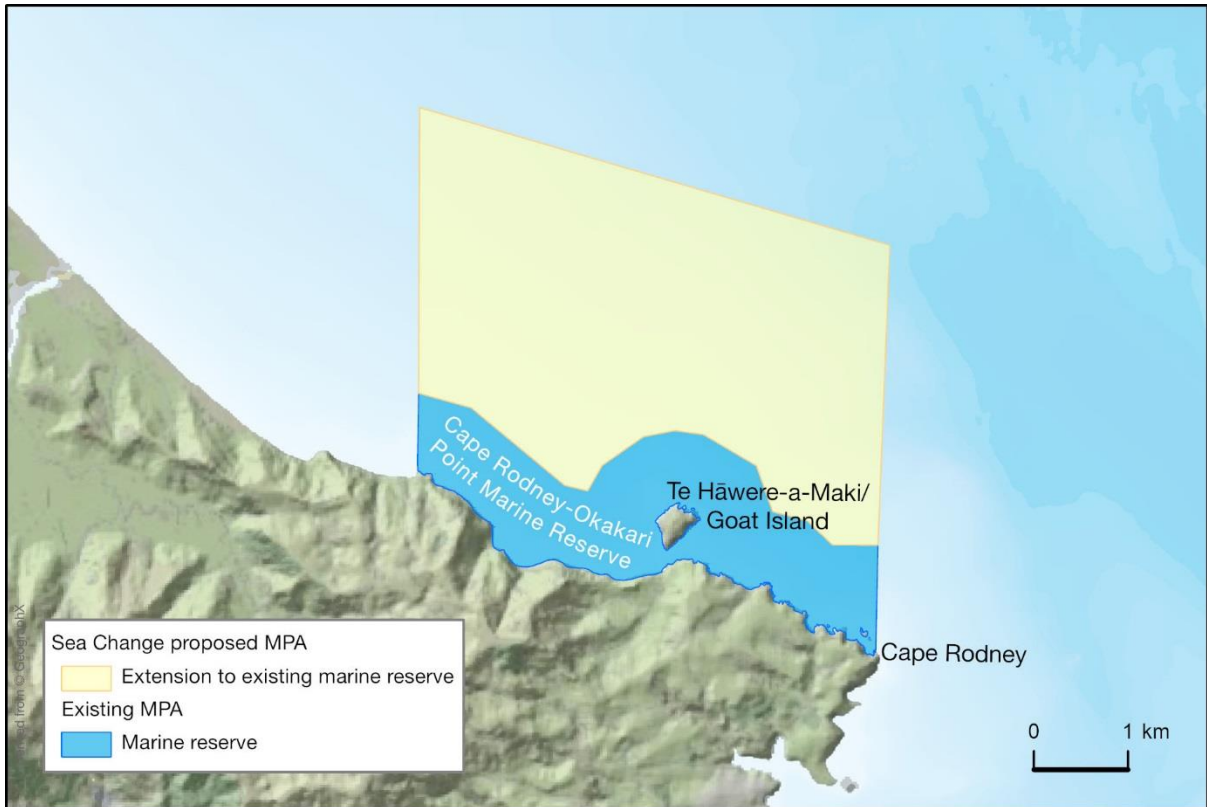 Cape Rodney-Okakari
Point Marine Reserve
Te Hāwere-a-Maki/
Goat Island
Cape Rodney
Sea Change proposed MPA
Extension to existing marine reserve
Existing MPA
Marine reserve
0 1 km